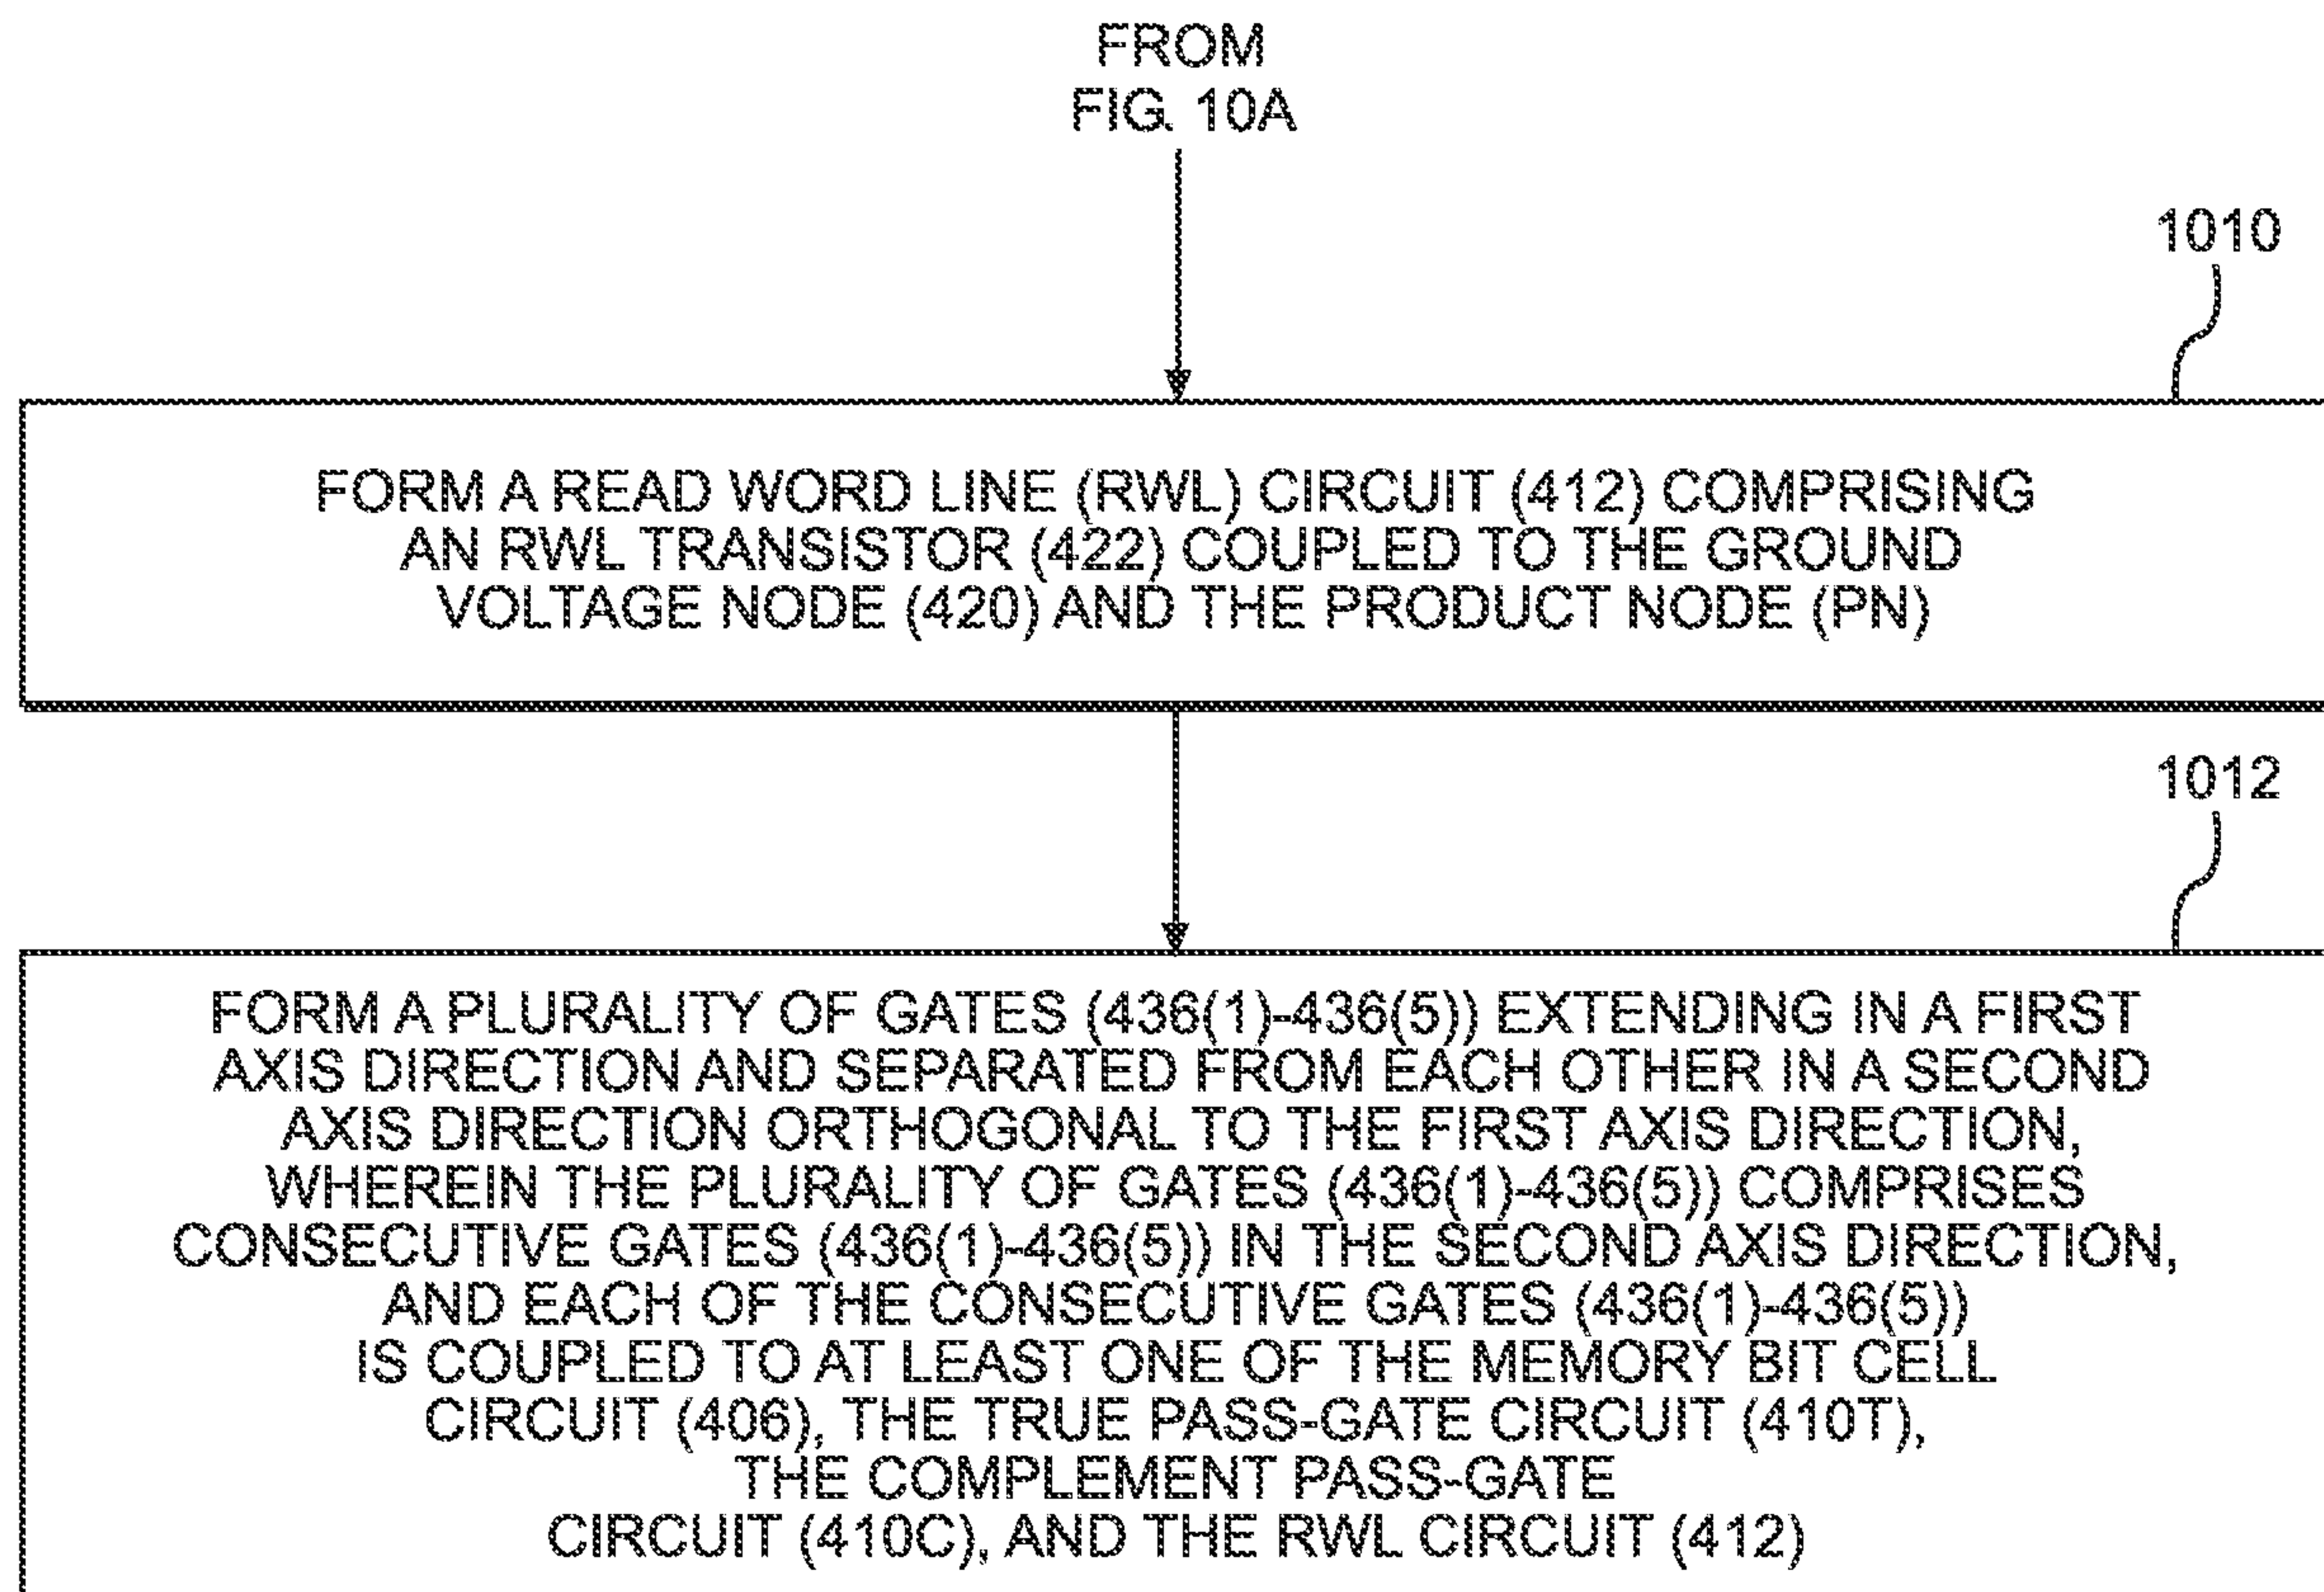 FROM
FIG. 10A
1010
FORM A READ WORD LINE (RWL) CIRCUIT (412) COMPRISING
AN RWL TRANSISTOR (422) COUPLED TO THE GROUND
VOLTAGE NODE (420) AND THE PRODUCT NODE (PN)
1012
FORM A PLURALITY OF GATES (436(1)-436(5)) EXTENDING IN A FIRST
AXIS DIRECTION AND SEPARATED FROM EACH OTHER IN A SECOND
AXIS DIRECTION ORTHOGONAL TO THE FIRST AXIS DIRECTION,
WHEREIN THE PLURALITY OF GATES (436(1)-436(5)) COMPRISES
CONSECUTIVE GATES (436(1)-436(5)) IN THE SECOND AXIS DIRECTION,
AND EACH OF THE CONSECUTIVE GATES (436(1)-436(5))
IS COUPLED TO AT LEAST ONE OF THE MEMORY BIT CELL
CIRCUIT (406), THE TRUE PASS-GATE CIRCUIT (410T),
THE COMPLEMENT PASS-GATE
CIRCUIT (410C), AND THE RWL CIRCUIT (412)